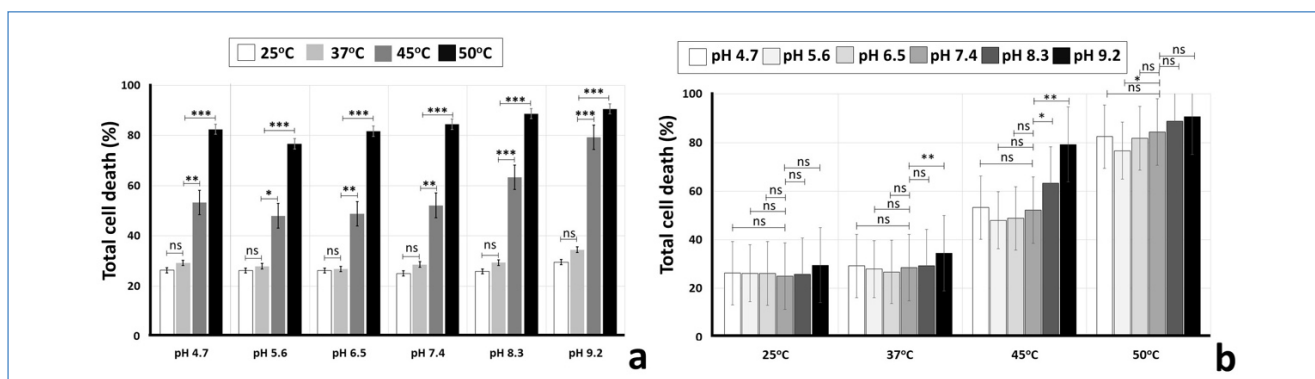 25ºC 37ºC 45ºC 50ºC
Total cell death (%)
100
80
60
40
20
0
***
**
ns
***
*
ns
***
**
ns
***
**
ns
***
***
ns
***
***
ns
pH 4.7 pH 5.6 pH 6.5 pH 7.4 pH 8.3 pH 9.2
a
pH 4.7 pH 5.6 pH 6.5 pH 7.4 pH 8.3 pH 9.2
Total cell death (%)
100
80
60
40
20
0
ns
ns
ns
ns
ns
**
ns
ns
ns
ns
**
*
ns
ns
ns
ns
ns
ns
*
ns
25ºC 37ºC 45ºC 50ºC
b